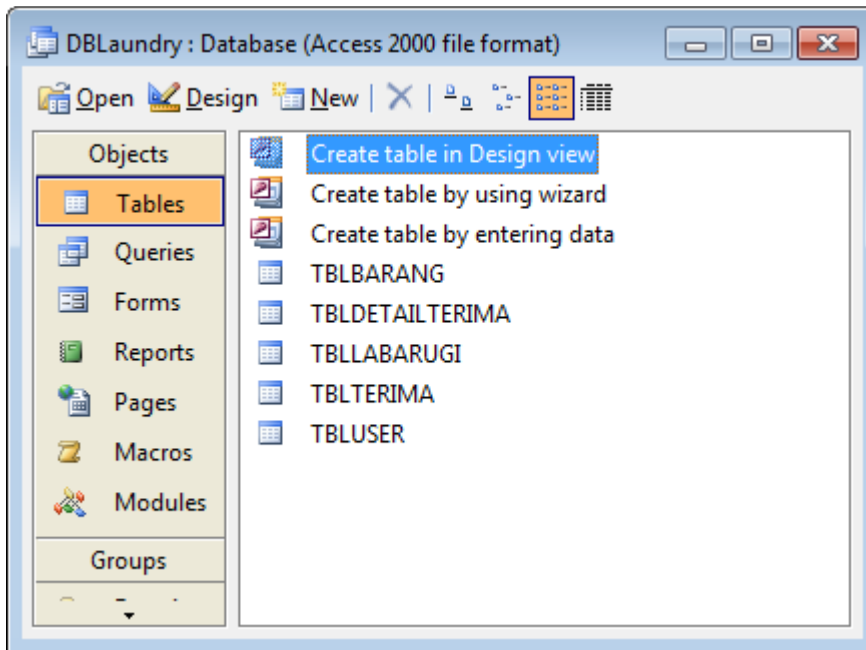 DBLaundry : Database (Access 2000 file format)
Open Design New
Objects
Tables
Queries
Forms
Reports
Pages
Macros
Modules
Groups
Create table in Design view
Create table by using wizard
Create table by entering data
TBLBARANG
TBLDETAILTERIMA
TBLLABARUGI
TBLTERIMA
TBLUSER